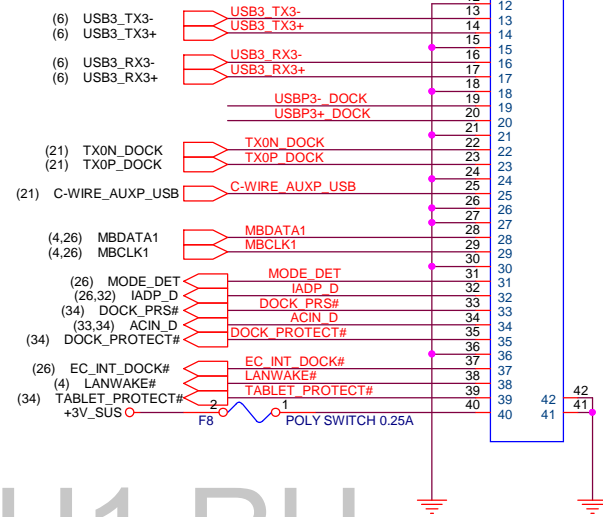 12 12
(6) USB3_TX3- USB3_TX3- 13 13
(6) USB3_TX3+ USB3_TX3+ 14 14
15 15
(6) USB3_RX3- USB3_RX3- 16 16
(6) USB3_RX3+ USB3_RX3+ 17 17
18 18
USBP3-_DOCK 19 19
USBP3+_DOCK 20 20
21 21
(21) TX0N_DOCK TX0N_DOCK 22 22
(21) TX0P_DOCK TX0P_DOCK 23 23
24 24
(21) C-WIRE_AUXP_USB C-WIRE_AUXP_USB 25 25
26 26
27 27
(4,26) MBDATA1 MBDATA1 28 28
(4,26) MBCLK1 MBCLK1 29 29
30 30
(26) MODE_DET MODE_DET 31 31
(26,32) IADP_D IADP_D 32 32
(34) DOCK_PRS# DOCK_PRS# 33 33
(33,34) ACIN_D ACIN_D 34 34
(34) DOCK_PROTECT# DOCK_PROTECT# 35 35
36 36
(26) EC_INT_DOCK# EC_INT_DOCK# 37 37
(4) LANWAKE# LANWAKE# 38 38
(34) TABLET_PROTECT# TABLET_PROTECT# 39 39 42 42
+3V_SUS 2 1 40 40 41 41
F8 POLY SWITCH 0.25A